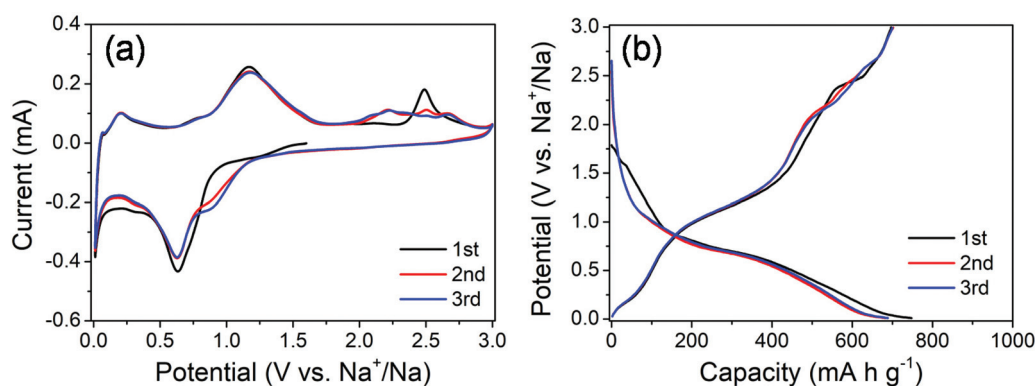 (a)
Current (mA)
0.4
0.2
0.0
-0.2
-0.4
-0.6
0.0 0.5 1.0 1.5 2.0 2.5 3.0
Potential (V vs. Na⁺/Na)
1st
2nd
3rd
(b)
Potential (V vs. Na⁺/Na)
3.0
2.5
2.0
1.5
1.0
0.5
0.0
0 200 400 600 800 1000
Capacity (mA h g⁻¹)
1st
2nd
3rd